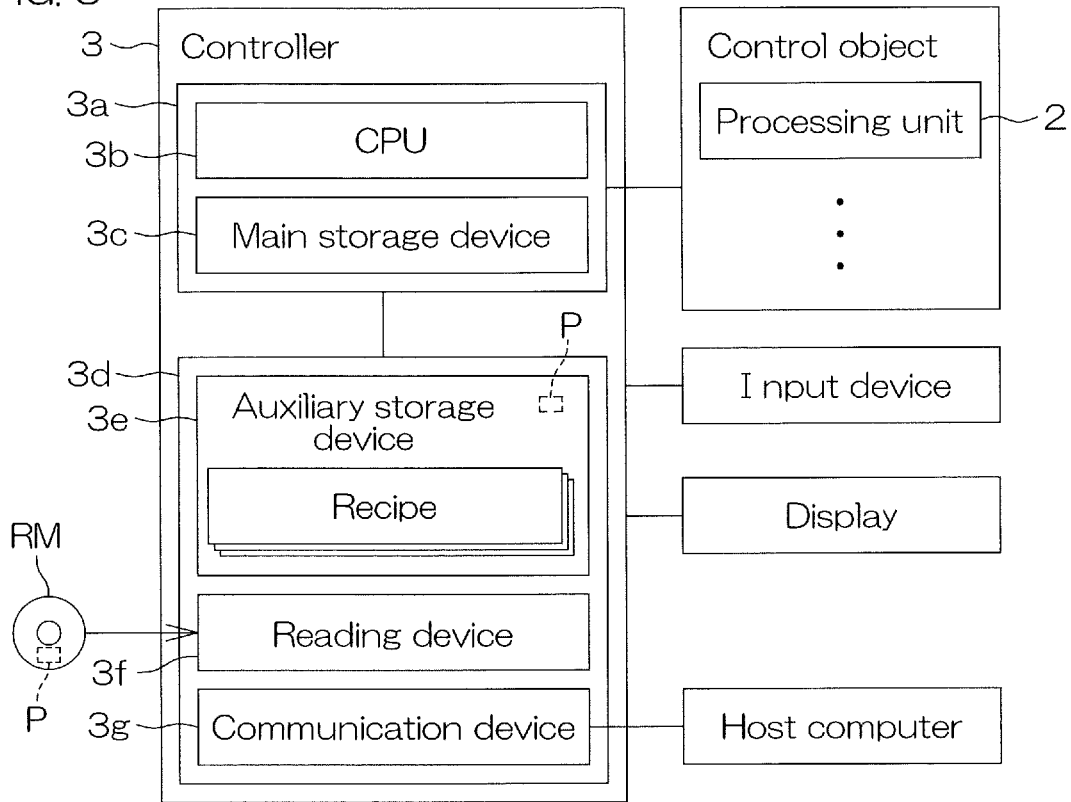 3
Controller
Control object
3a
CPU
3b
Processing unit
2
3c
Main storage device
P
3d
3e
Auxiliary storage
device
Input device
Recipe
Display
RM
Reading device
3f
P
3g
Communication device
Host computer